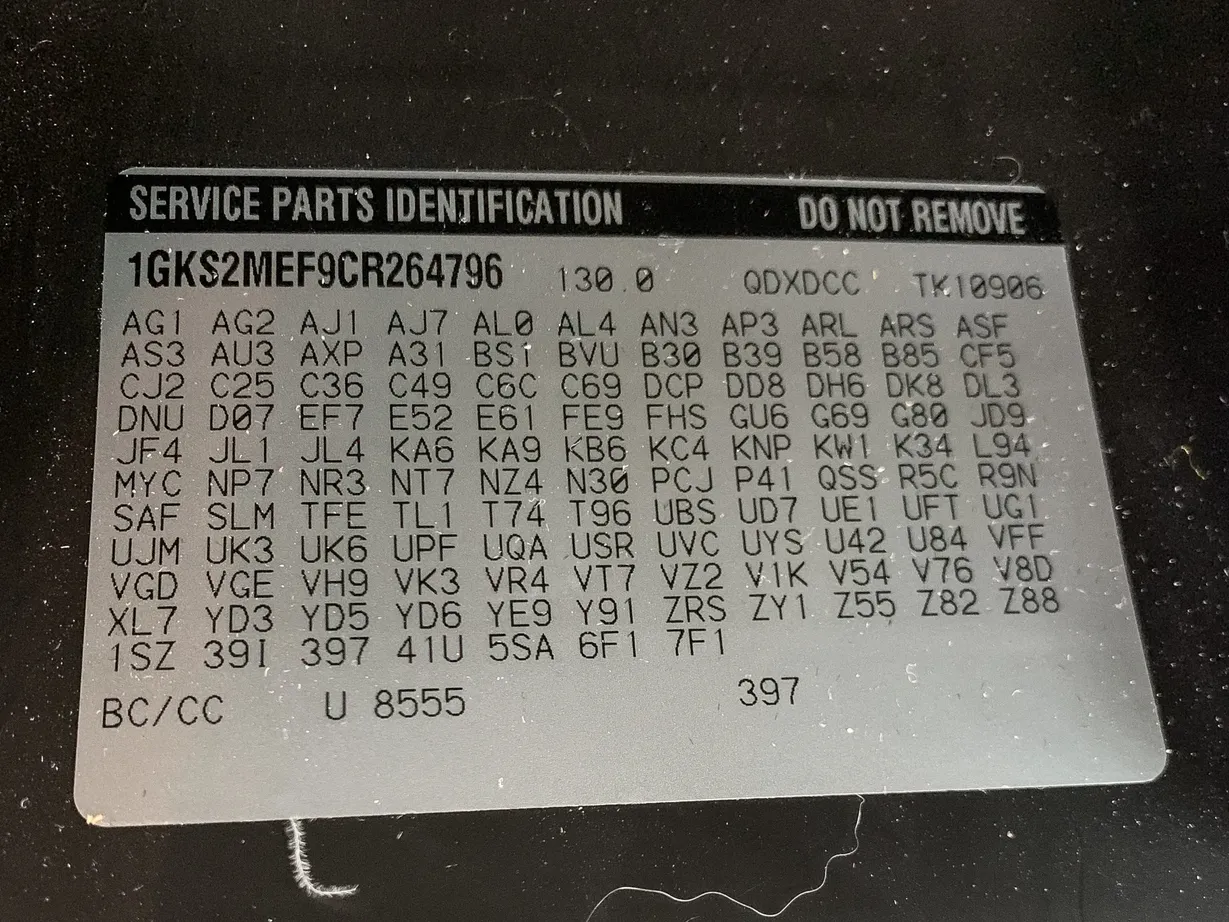 SERVICE PARTS IDENTIFICATION DO NOT REMOVE
1GKS2MEF9CR264796 130.0 QDXDCC TK10906
AG1 AG2 AJ1 AJ7 AL0 AL4 AN3 AP3 ARL ARS ASF
AS3 AU3 AXP A31 BS1 BVU B30 B39 B58 B85 CF5
CJ2 C25 C36 C49 C6C C69 DCP DD8 DH6 DK8 DL3
DNU D07 EF7 E52 E61 FE9 FHS GU6 G69 G80 JD9
JF4 JL1 JL4 KA6 KA9 KB6 KC4 KNP KW1 K34 L94
MYC NP7 NR3 NT7 NZ4 N30 PCJ P41 QSS R5C R9N
SAF SLM TFE TL1 T74 T96 UBS UD7 UE1 UFT UG1
UJM UK3 UK6 UPF UQA USR UVC UYS U42 U84 VFF
VGD VGE VH9 VK3 VR4 VT7 VZ2 V1K V54 V76 V8D
XL7 YD3 YD5 YD6 YE9 Y91 ZRS ZY1 Z55 Z82 Z88
1SZ 39I 397 41U 5SA 6F1 7F1
BC/CC U 8555 397